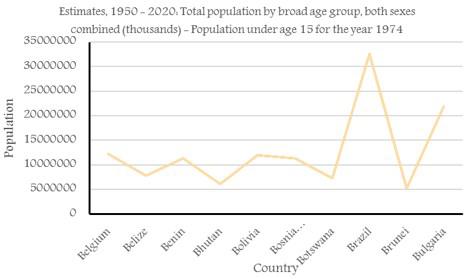 Estimates, 1950 - 2020: Total population by broad age group, both sexes
combined (thousands) - Population under age 15 for the year 1974
35000000
30000000
25000000
20000000
15000000
10000000
5000000
0
Population
Belgium
Belize
Benin
Bhutan
Bolivia
Bosnia...
Botswana
Brazil
Brunei
Bulgaria
Country